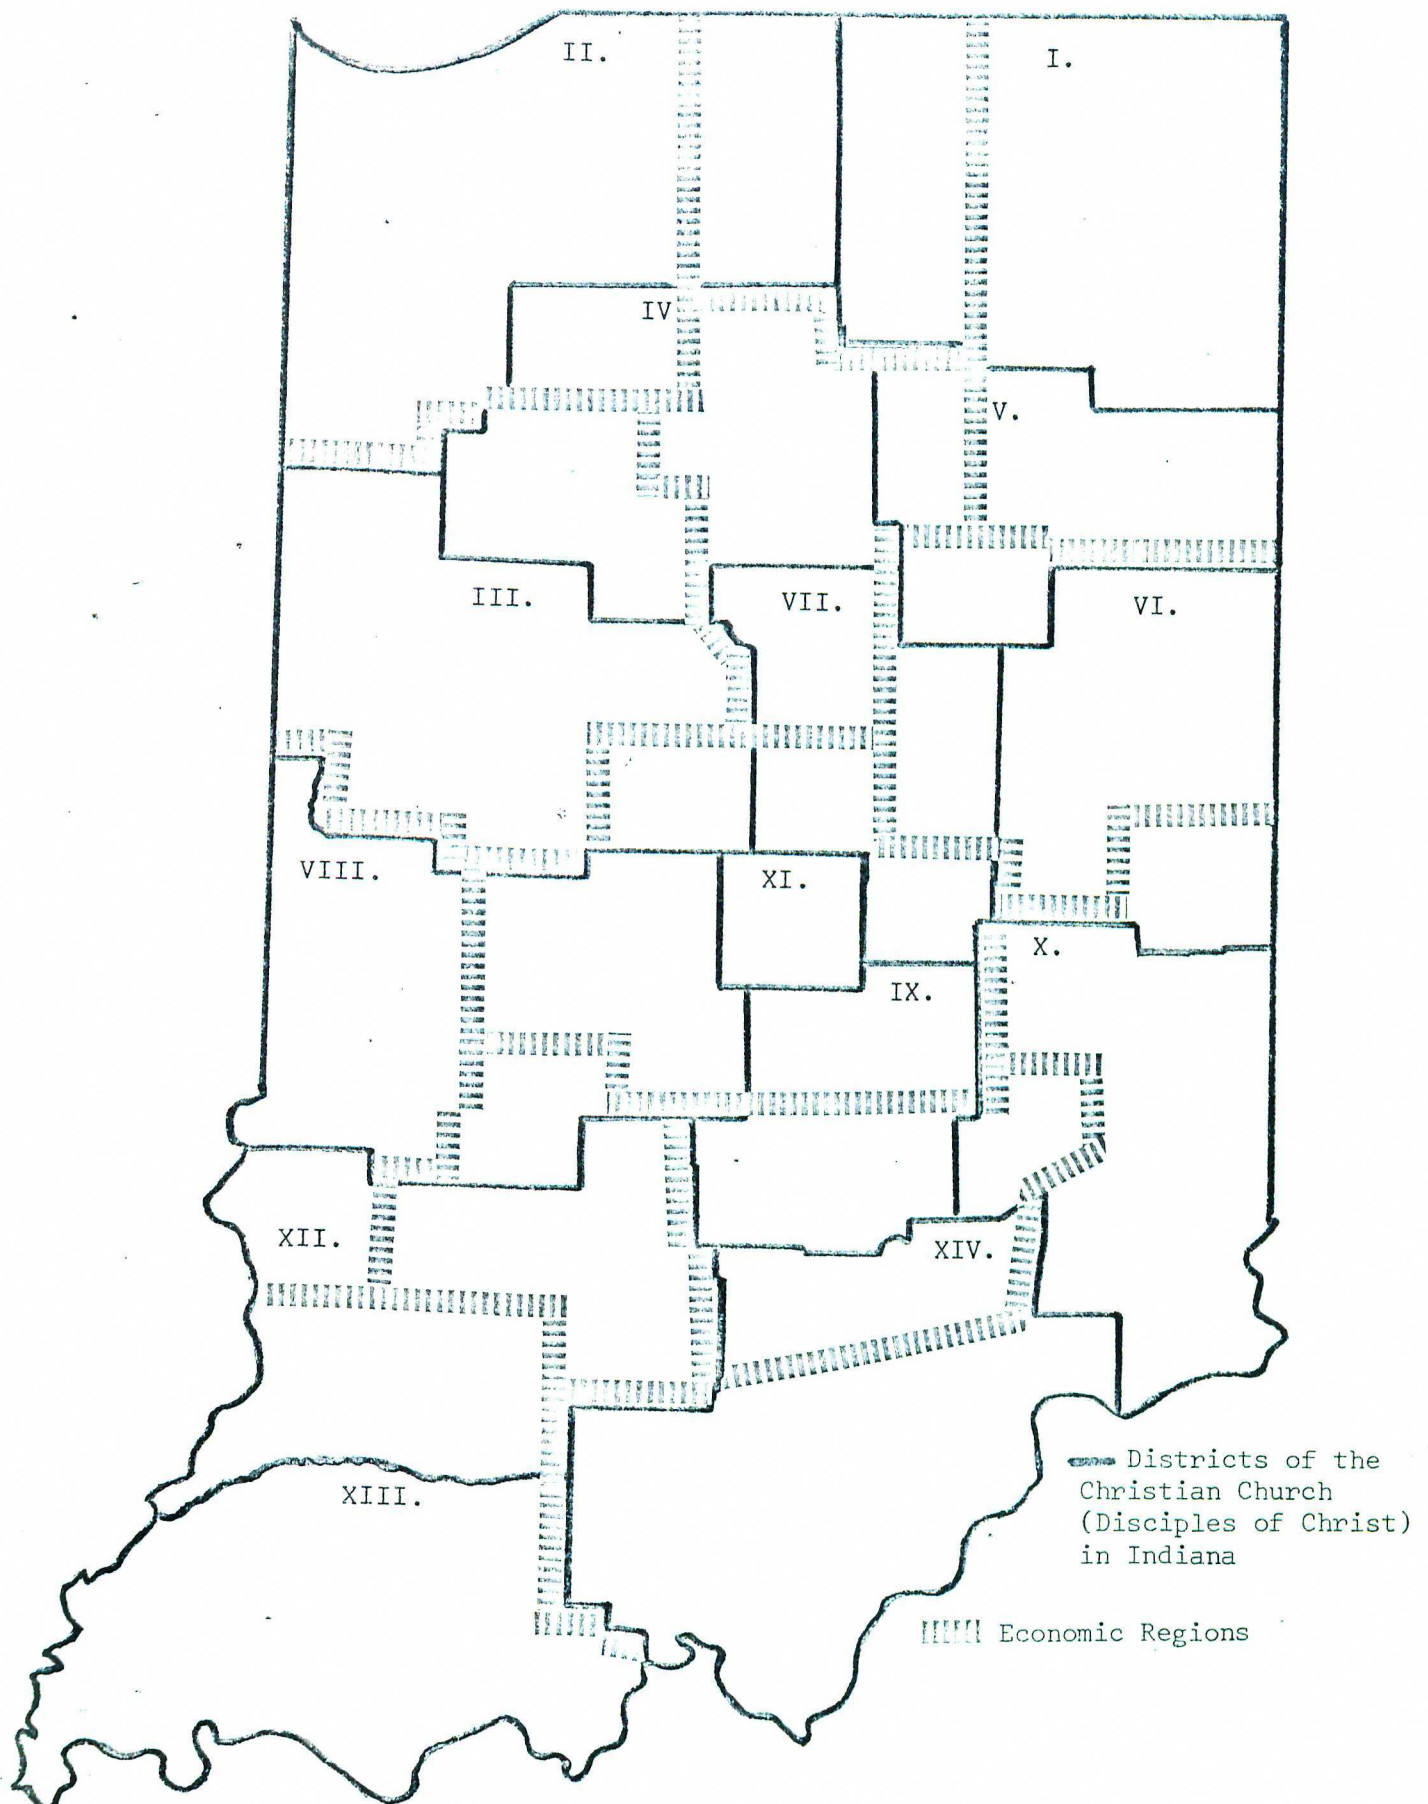 II.
I.
IV
V.
III.
VII.
VI.
VIII.
XI.
X.
IX.
XII.
XIV.
XIII.
Districts of the
Christian Church
(Disciples of Christ)
in Indiana
Economic Regions